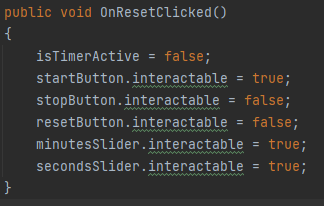 public void OnResetClicked()
{
    isTimerActive = false;
    startButton.interactable = true;
    stopButton.interactable = false;
    resetButton.interactable = false;
    minutesSlider.interactable = true;
    secondsSlider.interactable = true;
}